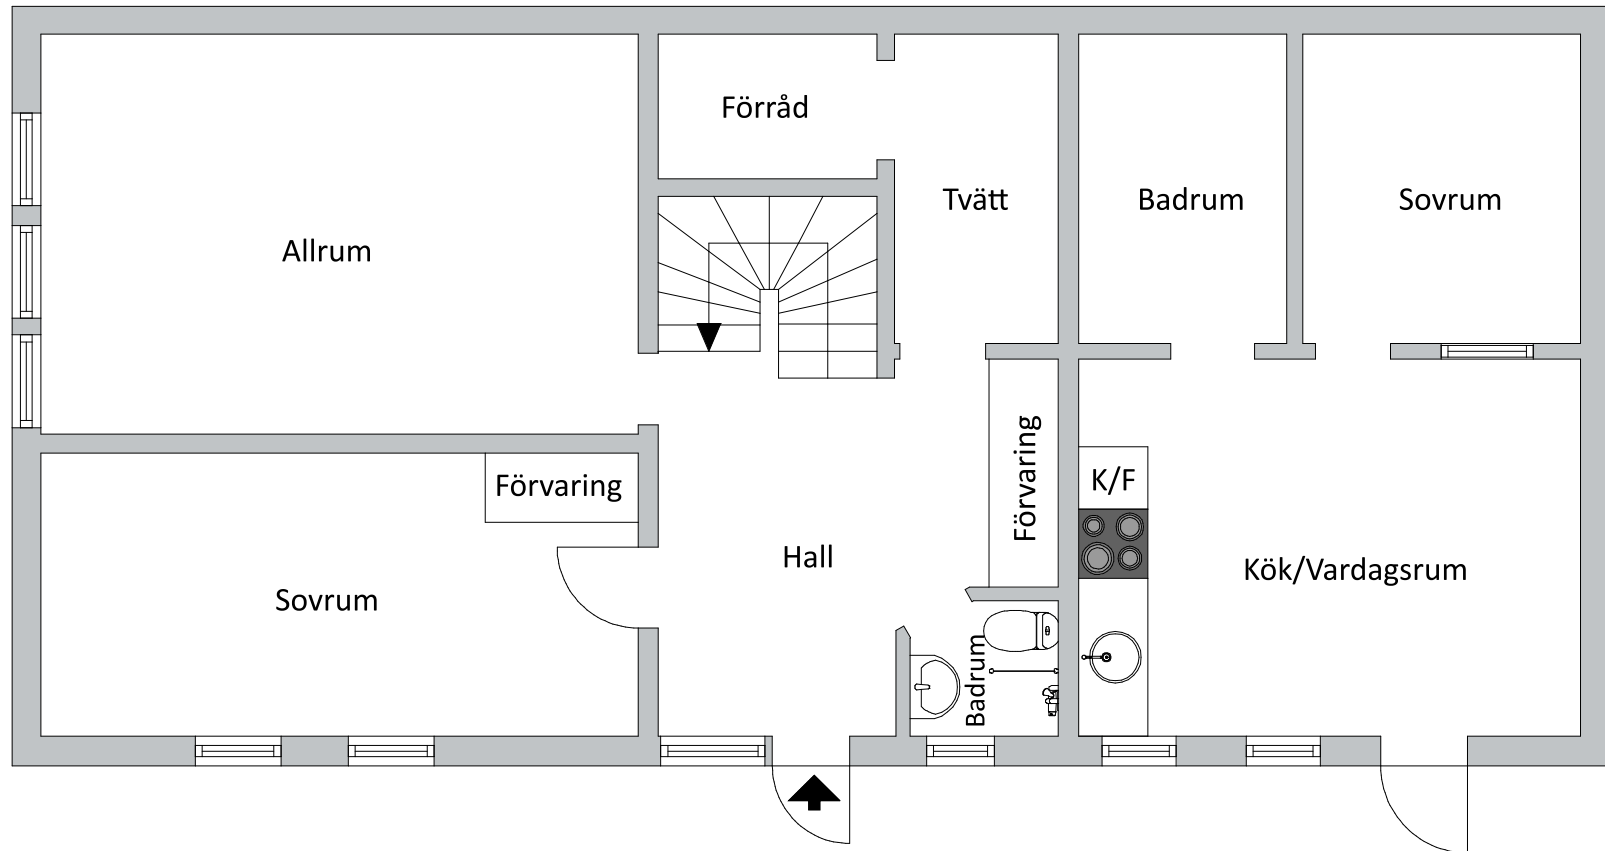 Förråd
Tvätt
Badrum
Sovrum
Allrum
Förvaring
K/F
Förvaring
Hall
Kök/Vardagsrum
Sovrum
Badrum